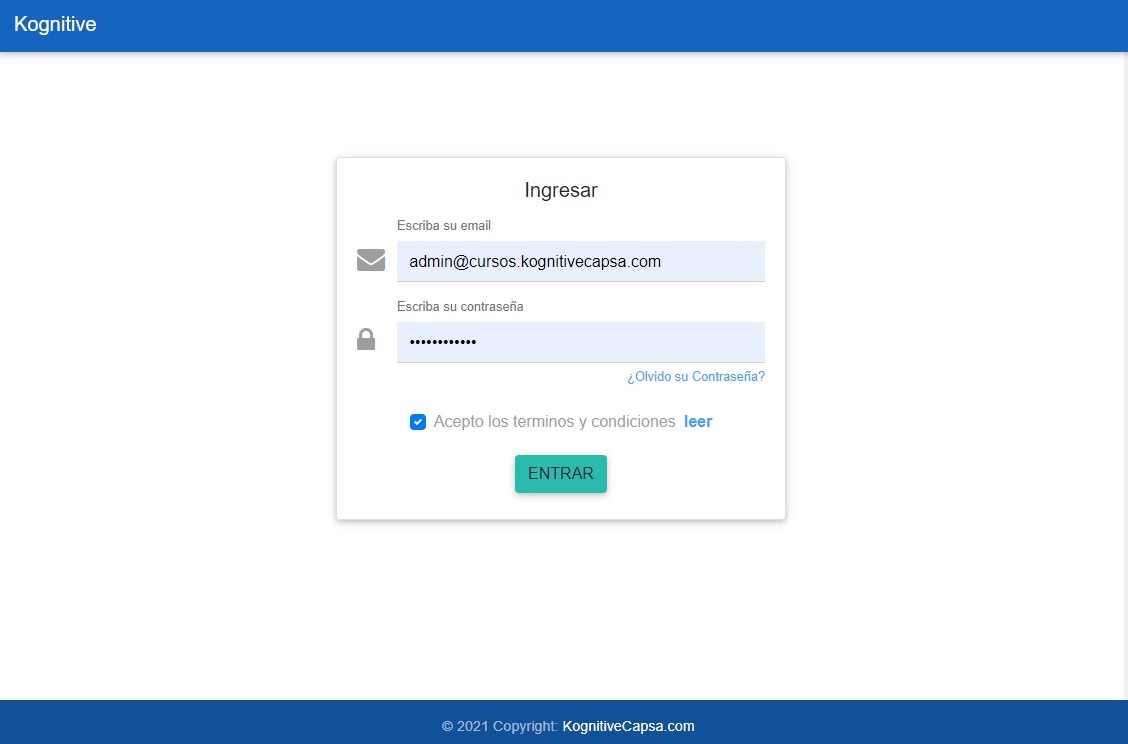 Kognitive
Ingresar
Escriba su email
admin@cursos.kognitivecapsa.com
Escriba su contraseña
••••••••••••
¿Olvido su Contraseña?
Acepto los terminos y condiciones leer
ENTRAR
© 2021 Copyright: KognitiveCapsa.com